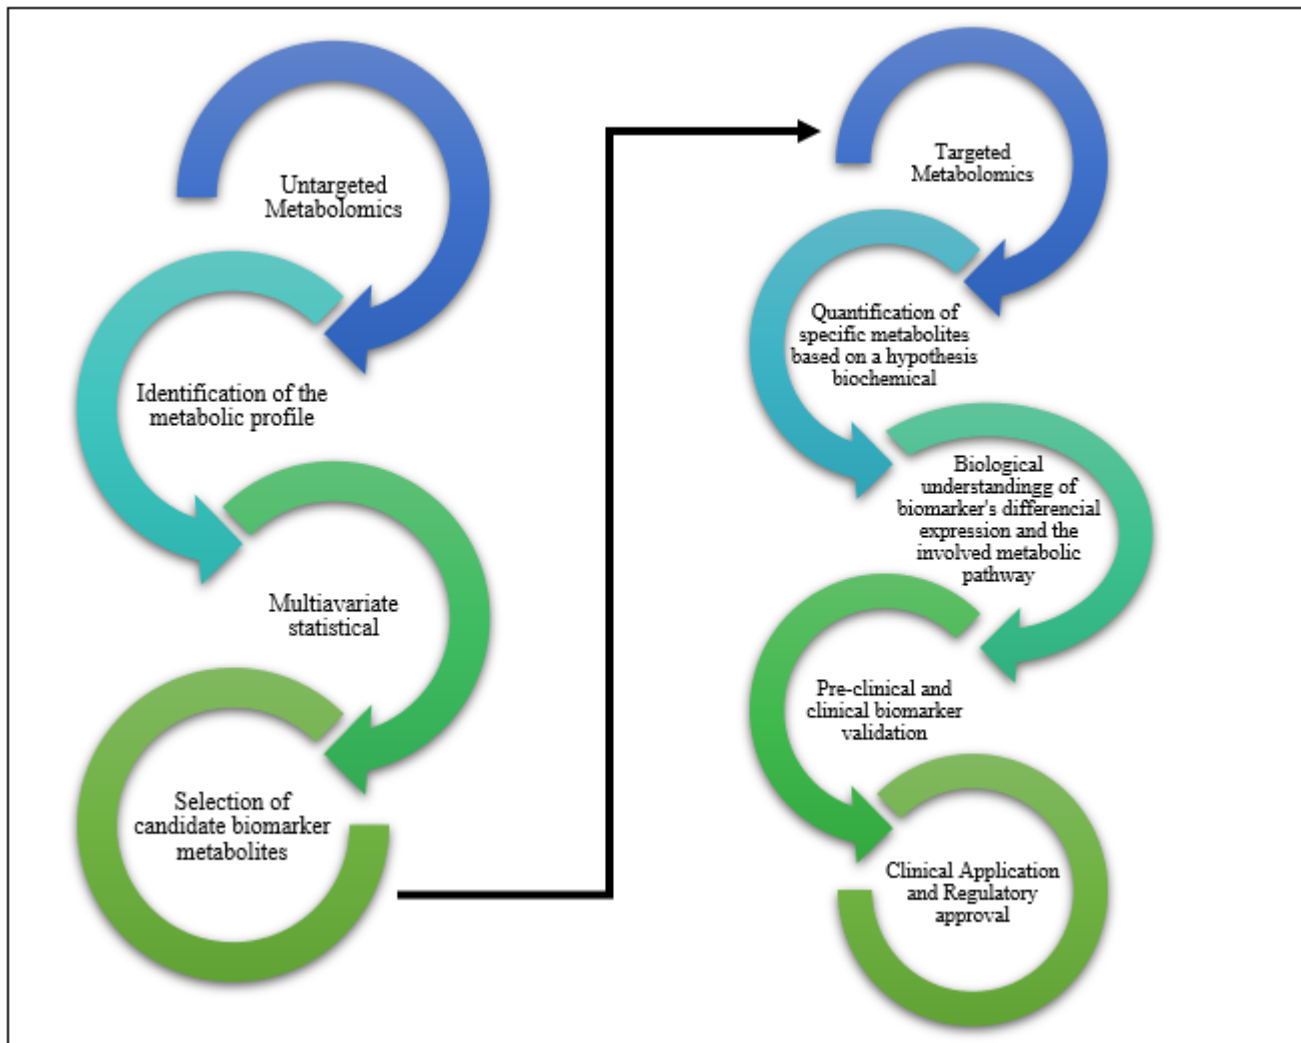 Untargeted
Metabolomics
Identification of the
metabolic profile
Multiavariate
statistical
Selection of
candidate biomarker
metabolites
Targeted
Metabolomics
Quantification of
specific metabolites
based on a hypothesis
biochemical
Biological
understandingg of
biomarker's differencial
expression and the
involved metabolic
pathway
Pre-clinical and
clinical biomarker
validation
Clinical Application
and Regulatory
approval